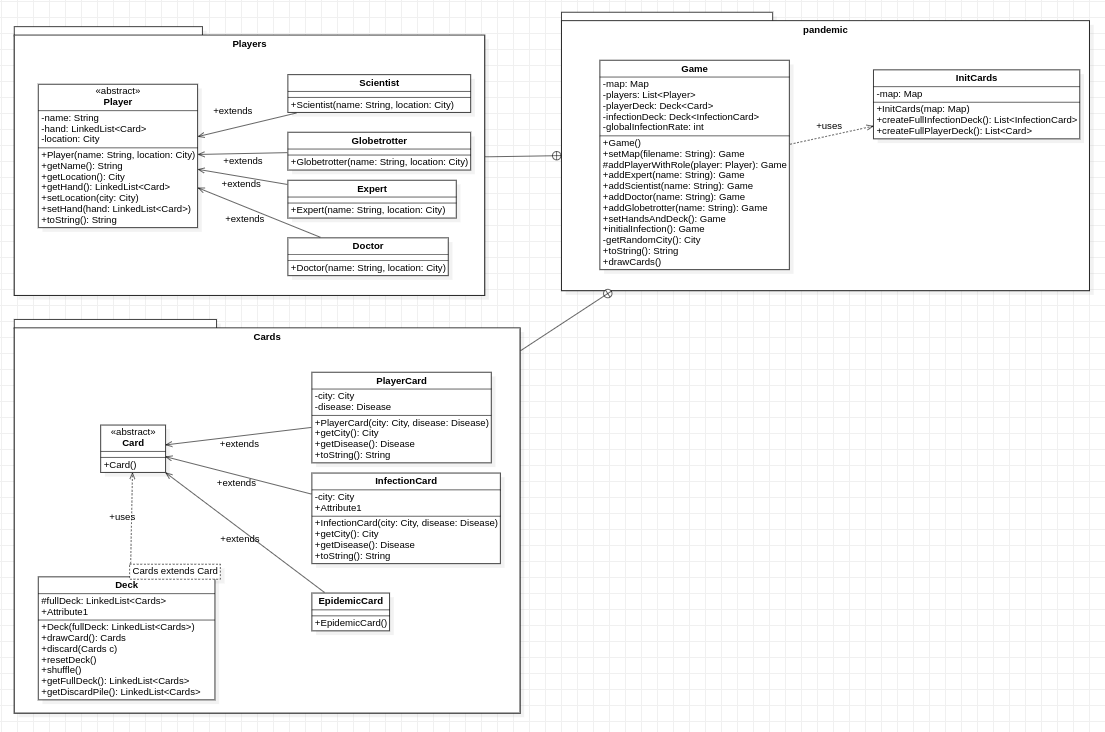 Players
«abstract»
Player
-name: String
-hand: LinkedList<Card>
-location: City
+Player(name: String, location: City)
+getName(): String
+getLocation(): City
+getHand(): LinkedList<Card>
+setLocation(city: City)
+setHand(hand: LinkedList<Card>)
+toString(): String
+extends
+extends
+extends
+extends
Scientist
+Scientist(name: String, location: City)
Globetrotter
+Globetrotter(name: String, location: City)
Expert
+Expert(name: String, location: City)
Doctor
+Doctor(name: String, location: City)
pandemic
Game
-map: Map
-players: List<Player>
-playerDeck: Deck<Card>
-infectionDeck: Deck<InfectionCard>
-globalInfectionRate: int
+Game()
+setMap(filename: String): Game
#addPlayerWithRole(player: Player): Game
+addExpert(name: String): Game
+addScientist(name: String): Game
+addDoctor(name: String): Game
+addGlobetrotter(name: String): Game
+setHandsAndDeck(): Game
+initialInfection(): Game
-getRandomCity(): City
+toString(): String
+drawCards()
+uses
InitCards
-map: Map
+InitCards(map: Map)
+createFullInfectionDeck(): List<InfectionCard>
+createFullPlayerDeck(): List<Card>
Cards
«abstract»
Card
+Card()
+extends
+extends
+extends
+uses
PlayerCard
-city: City
-disease: Disease
+PlayerCard(city: City, disease: Disease)
+getCity(): City
+getDisease(): Disease
+toString(): String
InfectionCard
-city: City
+Attribute1
+InfectionCard(city: City, disease: Disease)
+getCity(): City
+getDisease(): Disease
+toString(): String
EpidemicCard
+EpidemicCard()
Cards extends Card
Deck
#fullDeck: LinkedList<Cards>
+Attribute1
+Deck(fullDeck: LinkedList<Cards>)
+drawCard(): Cards
+discard(Cards c)
+resetDeck()
+shuffle()
+getFullDeck(): LinkedList<Cards>
+getDiscardPile(): LinkedList<Cards>